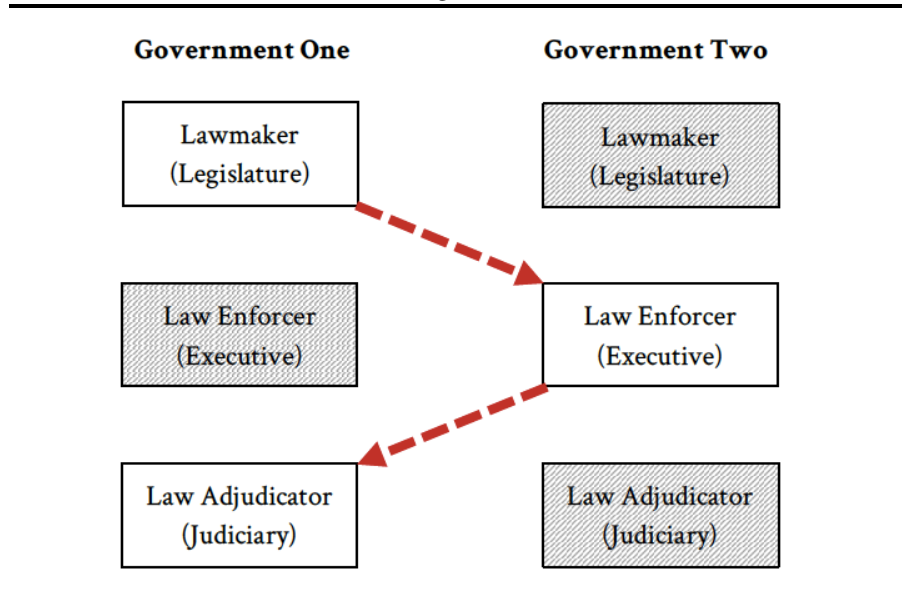 Government One
Government Two
Lawmaker
(Legislature)
Lawmaker
(Legislature)
Law Enforcer
(Executive)
Law Enforcer
(Executive)
Law Adjudicator
(Judiciary)
Law Adjudicator
(Judiciary)